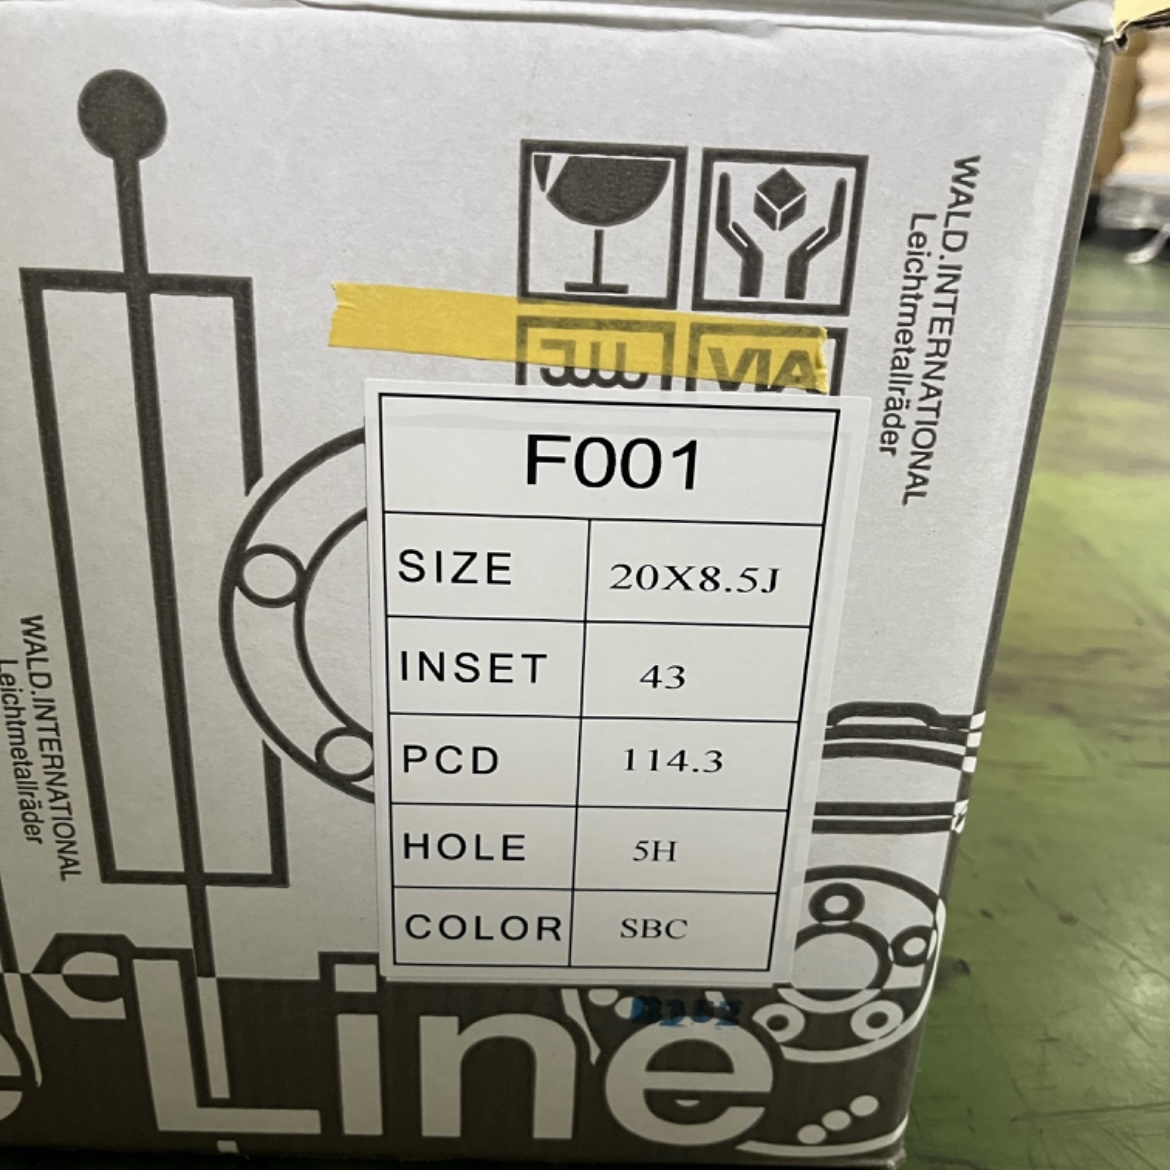 WALD.INTERNATIONAL
Leichtmetallräder
JWL
VIA
F001
SIZE 20X8.5J
INSET 43
PCD 114.3
HOLE 5H
COLOR SBC
WALD.INTERNATIONAL
Leichtmetallräder
Line